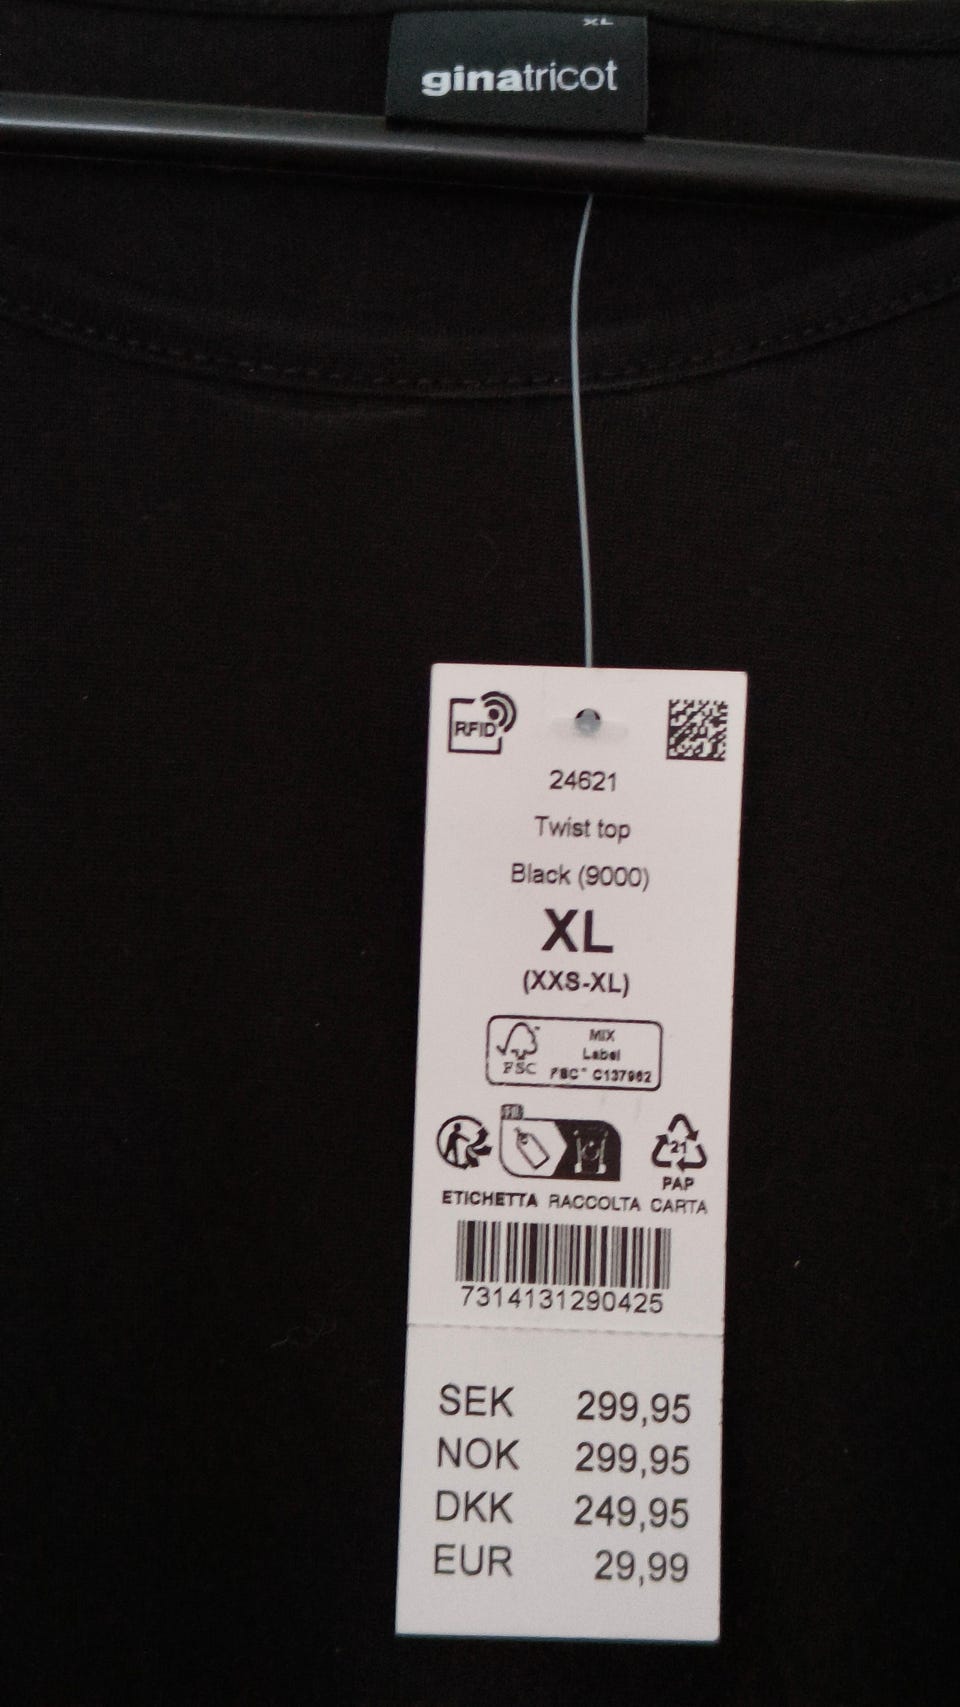 XL
ginatricot
RFID
24621
Twist top
Black (9000)
XL
(XXS-XL)
FSC
MIX
Label
FSC™ C137962
21
PAP
ETICHETTA RACCOLTA CARTA
7314131290425
SEK 299,95
NOK 299,95
DKK 249,95
EUR 29,99